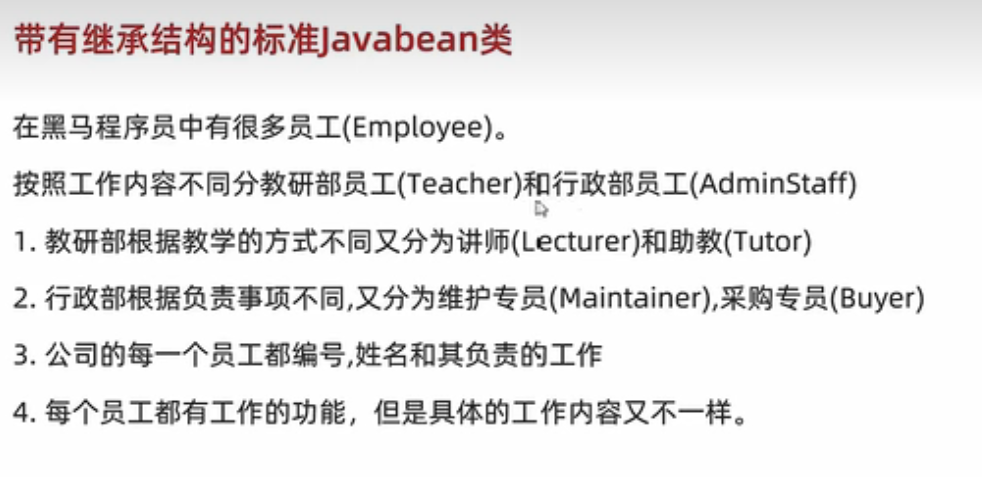 带有继承结构的标准Javabean类
在黑马程序员中有很多员工(Employee)。
按照工作内容不同分教研部员工(Teacher)和行政部员工(AdminStaff)
1. 教研部根据教学的方式不同又分为讲师(Lecturer)和助教(Tutor)
2. 行政部根据负责事项不同,又分为维护专员(Maintainer),采购专员(Buyer)
3. 公司的每一个员工都编号,姓名和其负责的工作
4. 每个员工都有工作的功能，但是具体的工作内容又不一样。